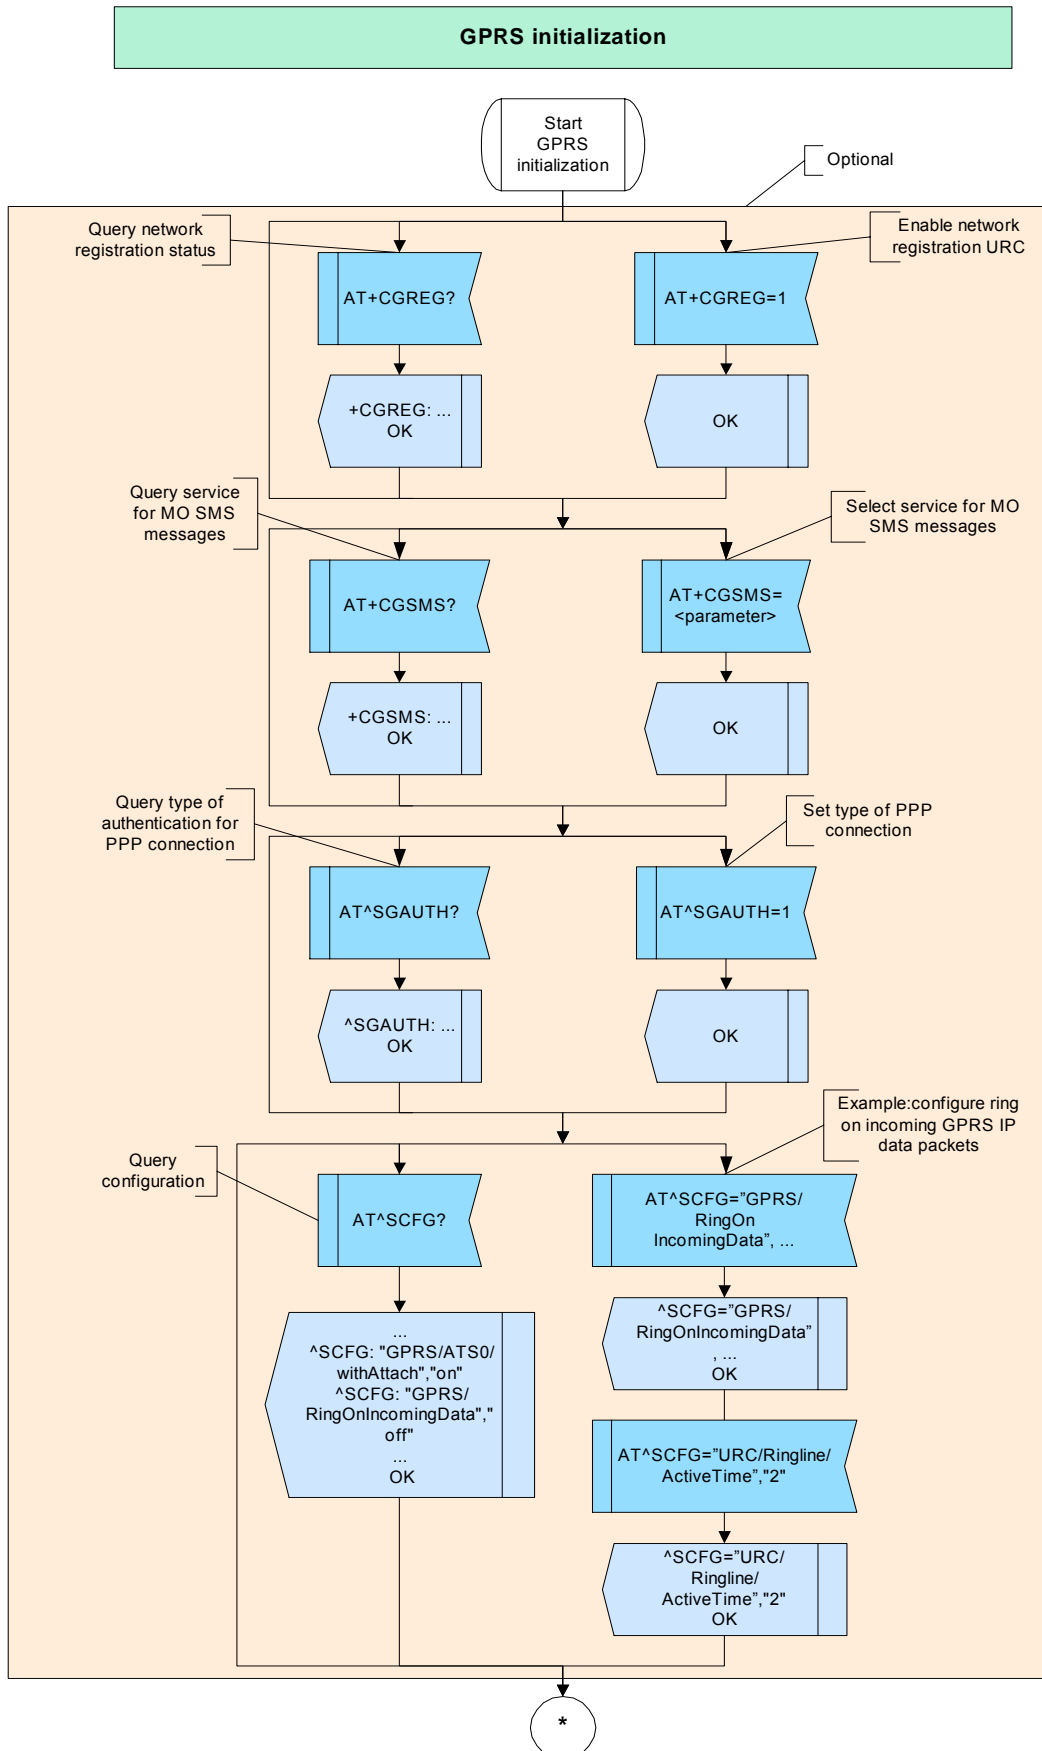 GPRS initialization
Start
GPRS
initialization
Optional
Query network
registration status
Enable network
registration URC
AT+CGREG?
AT+CGREG=1
+CGREG: ...
OK
OK
Query service
for MO SMS
messages
Select service for MO
SMS messages
AT+CGSMS?
AT+CGSMS=
<parameter>
+CGSMS: ...
OK
OK
Query type of
authentication for
PPP connection
Set type of PPP
connection
AT^SGAUTH?
AT^SGAUTH=1
^SGAUTH: ...
OK
OK
Example:configure ring
on incoming GPRS IP
data packets
Query
configuration
AT^SCFG?
AT^SCFG=”GPRS/
RingOn
IncomingData”, ...
...
^SCFG: "GPRS/ATS0/
withAttach","on"
^SCFG: "GPRS/
RingOnIncomingData","
off"
...
OK
^SCFG=”GPRS/
RingOnIncomingData”
, ...
OK
AT^SCFG=”URC/Ringline/
ActiveTime”,"2"
^SCFG=”URC/
Ringline/
ActiveTime”,"2"
OK
*